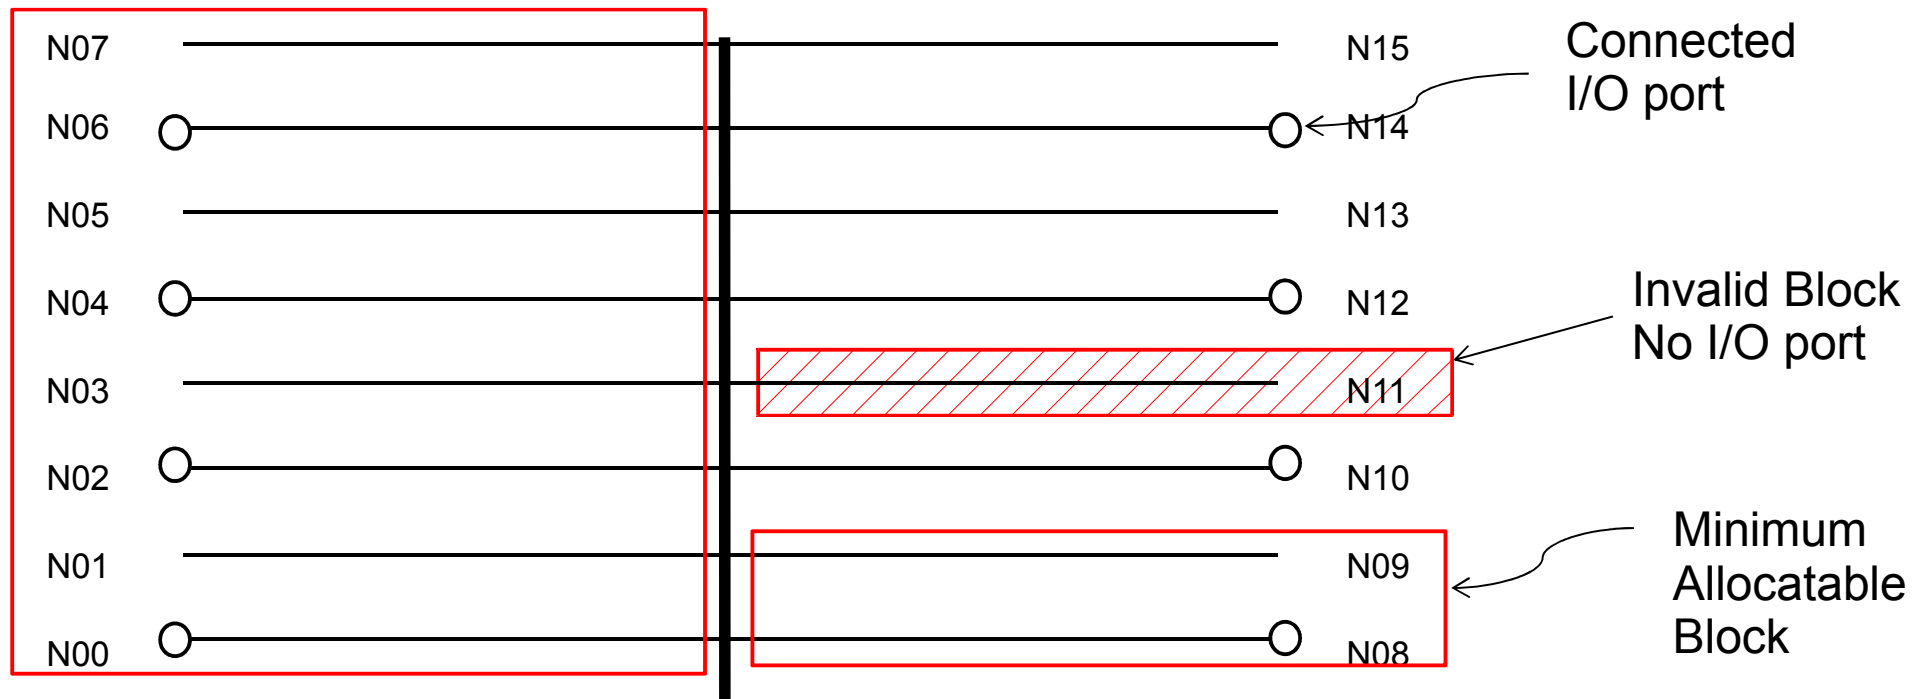 N07
N06
N05
N04
N03
N02
N01
N00
N15
N14
N13
N12
N11
N10
N09
N08
Connected
I/O port
Invalid Block
No I/O port
Minimum
Allocatable
Block